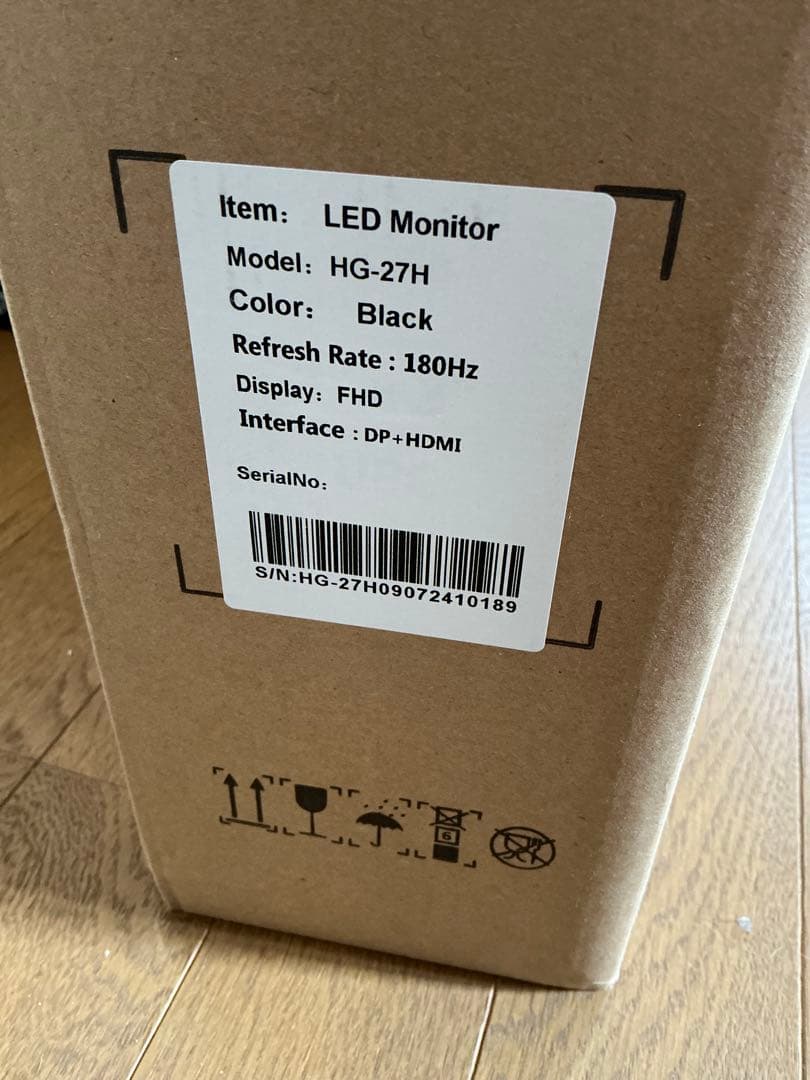 Item： LED Monitor
Model：HG-27H
Color： Black
Refresh Rate : 180Hz
Display：FHD
Interface : DP+HDMI
SerialNo：
S/N:HG-27H09072410189
6